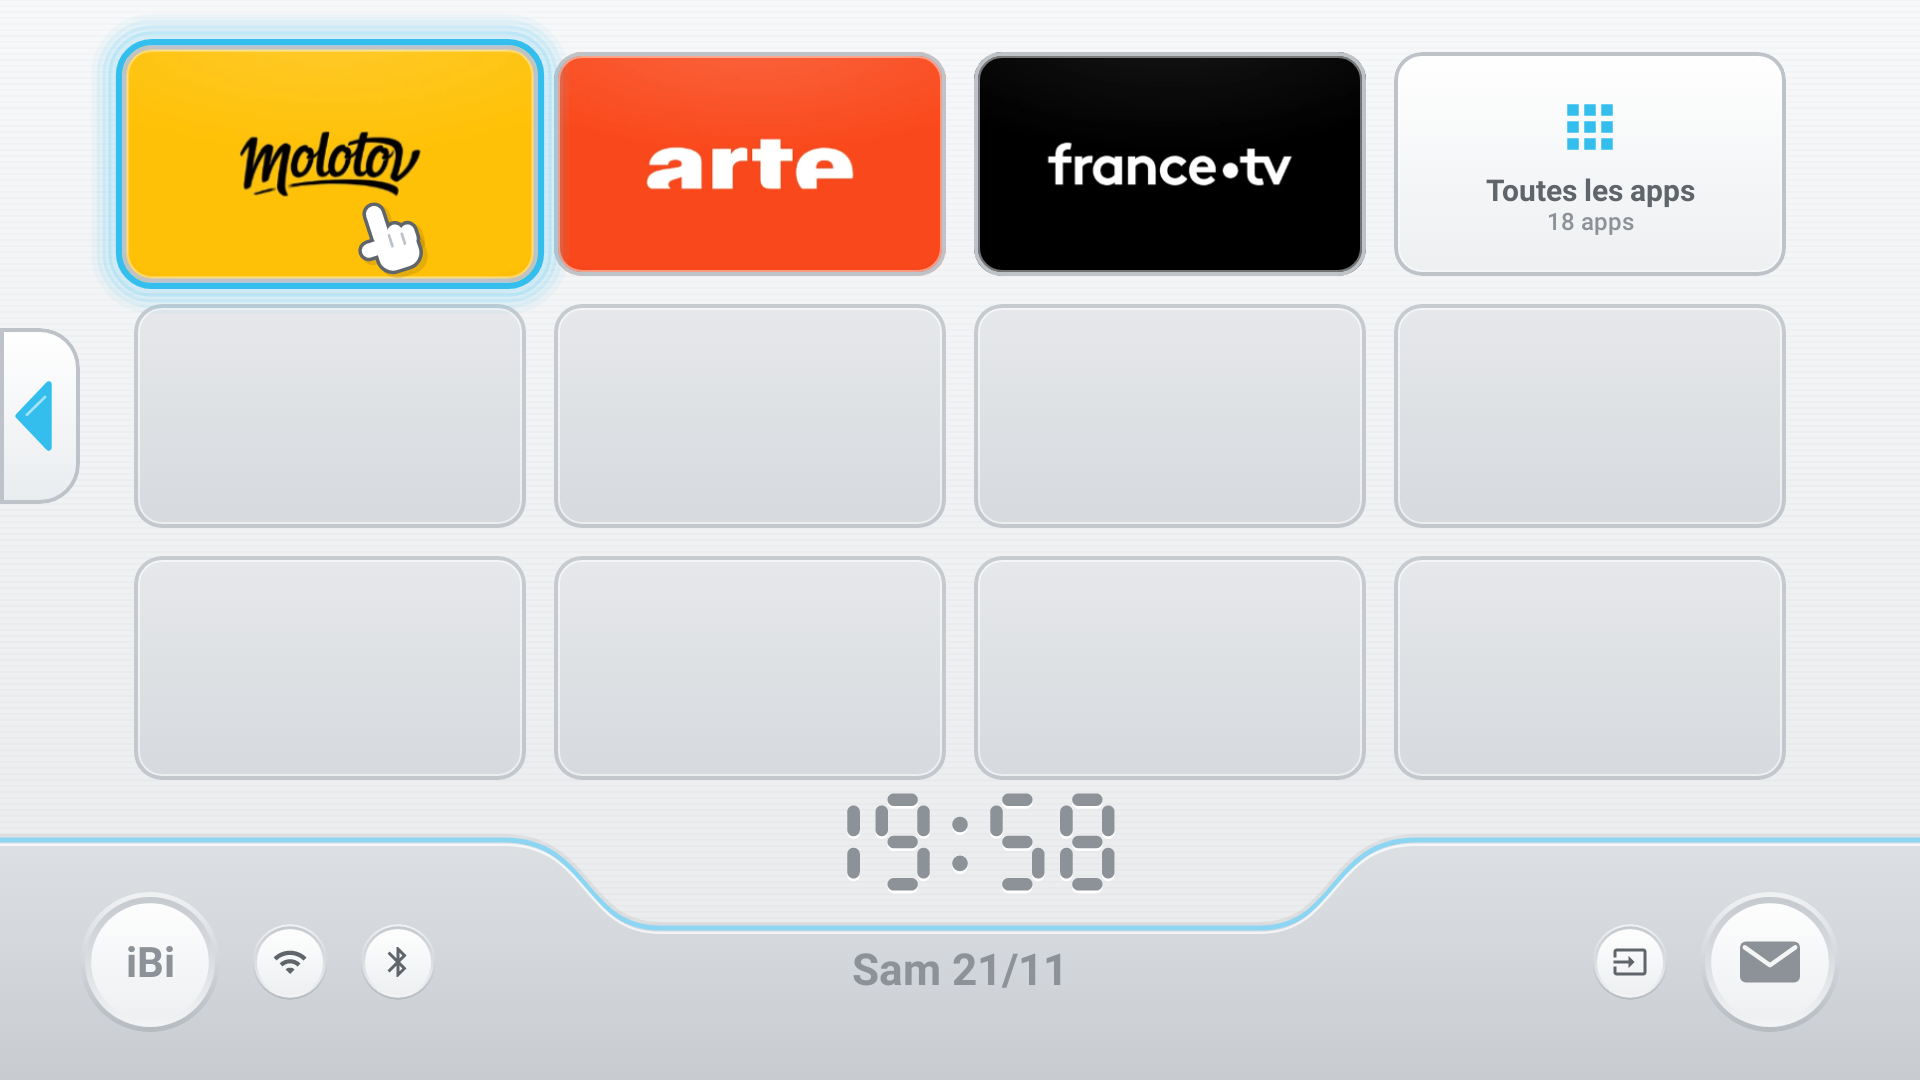 molotov
arte
france•tv
Toutes les apps
18 apps
19:58
iBi
Sam 21/11